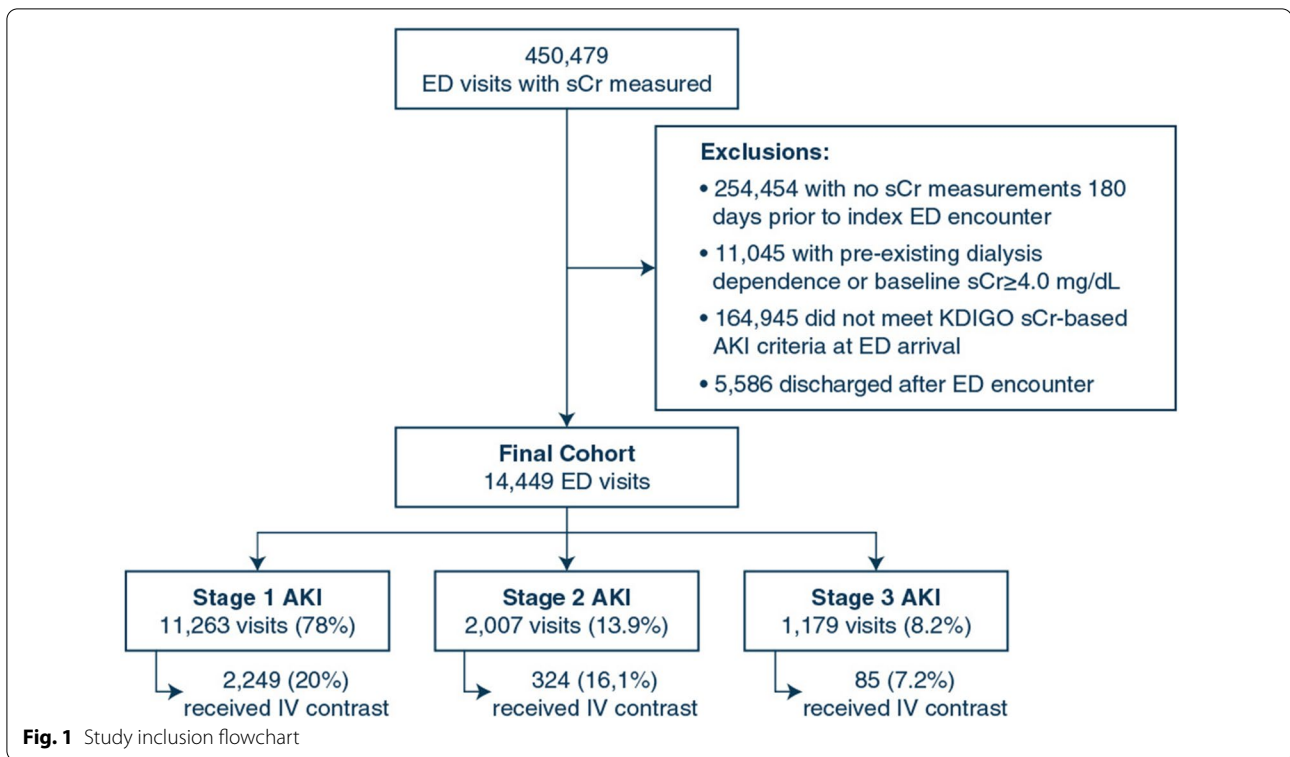 450,479
ED visits with sCr measured
Exclusions:
• 254,454 with no sCr measurements 180
days prior to index ED encounter
• 11,045 with pre-existing dialysis
dependence or baseline sCr≥4.0 mg/dL
• 164,945 did not meet KDIGO sCr-based
AKI criteria at ED arrival
• 5,586 discharged after ED encounter
Final Cohort
14,449 ED visits
Stage 1 AKI
11,263 visits (78%)
2,249 (20%)
received IV contrast
Stage 2 AKI
2,007 visits (13.9%)
324 (16,1%)
received IV contrast
Stage 3 AKI
1,179 visits (8.2%)
85 (7.2%)
received IV contrast
Fig. 1 Study inclusion flowchart